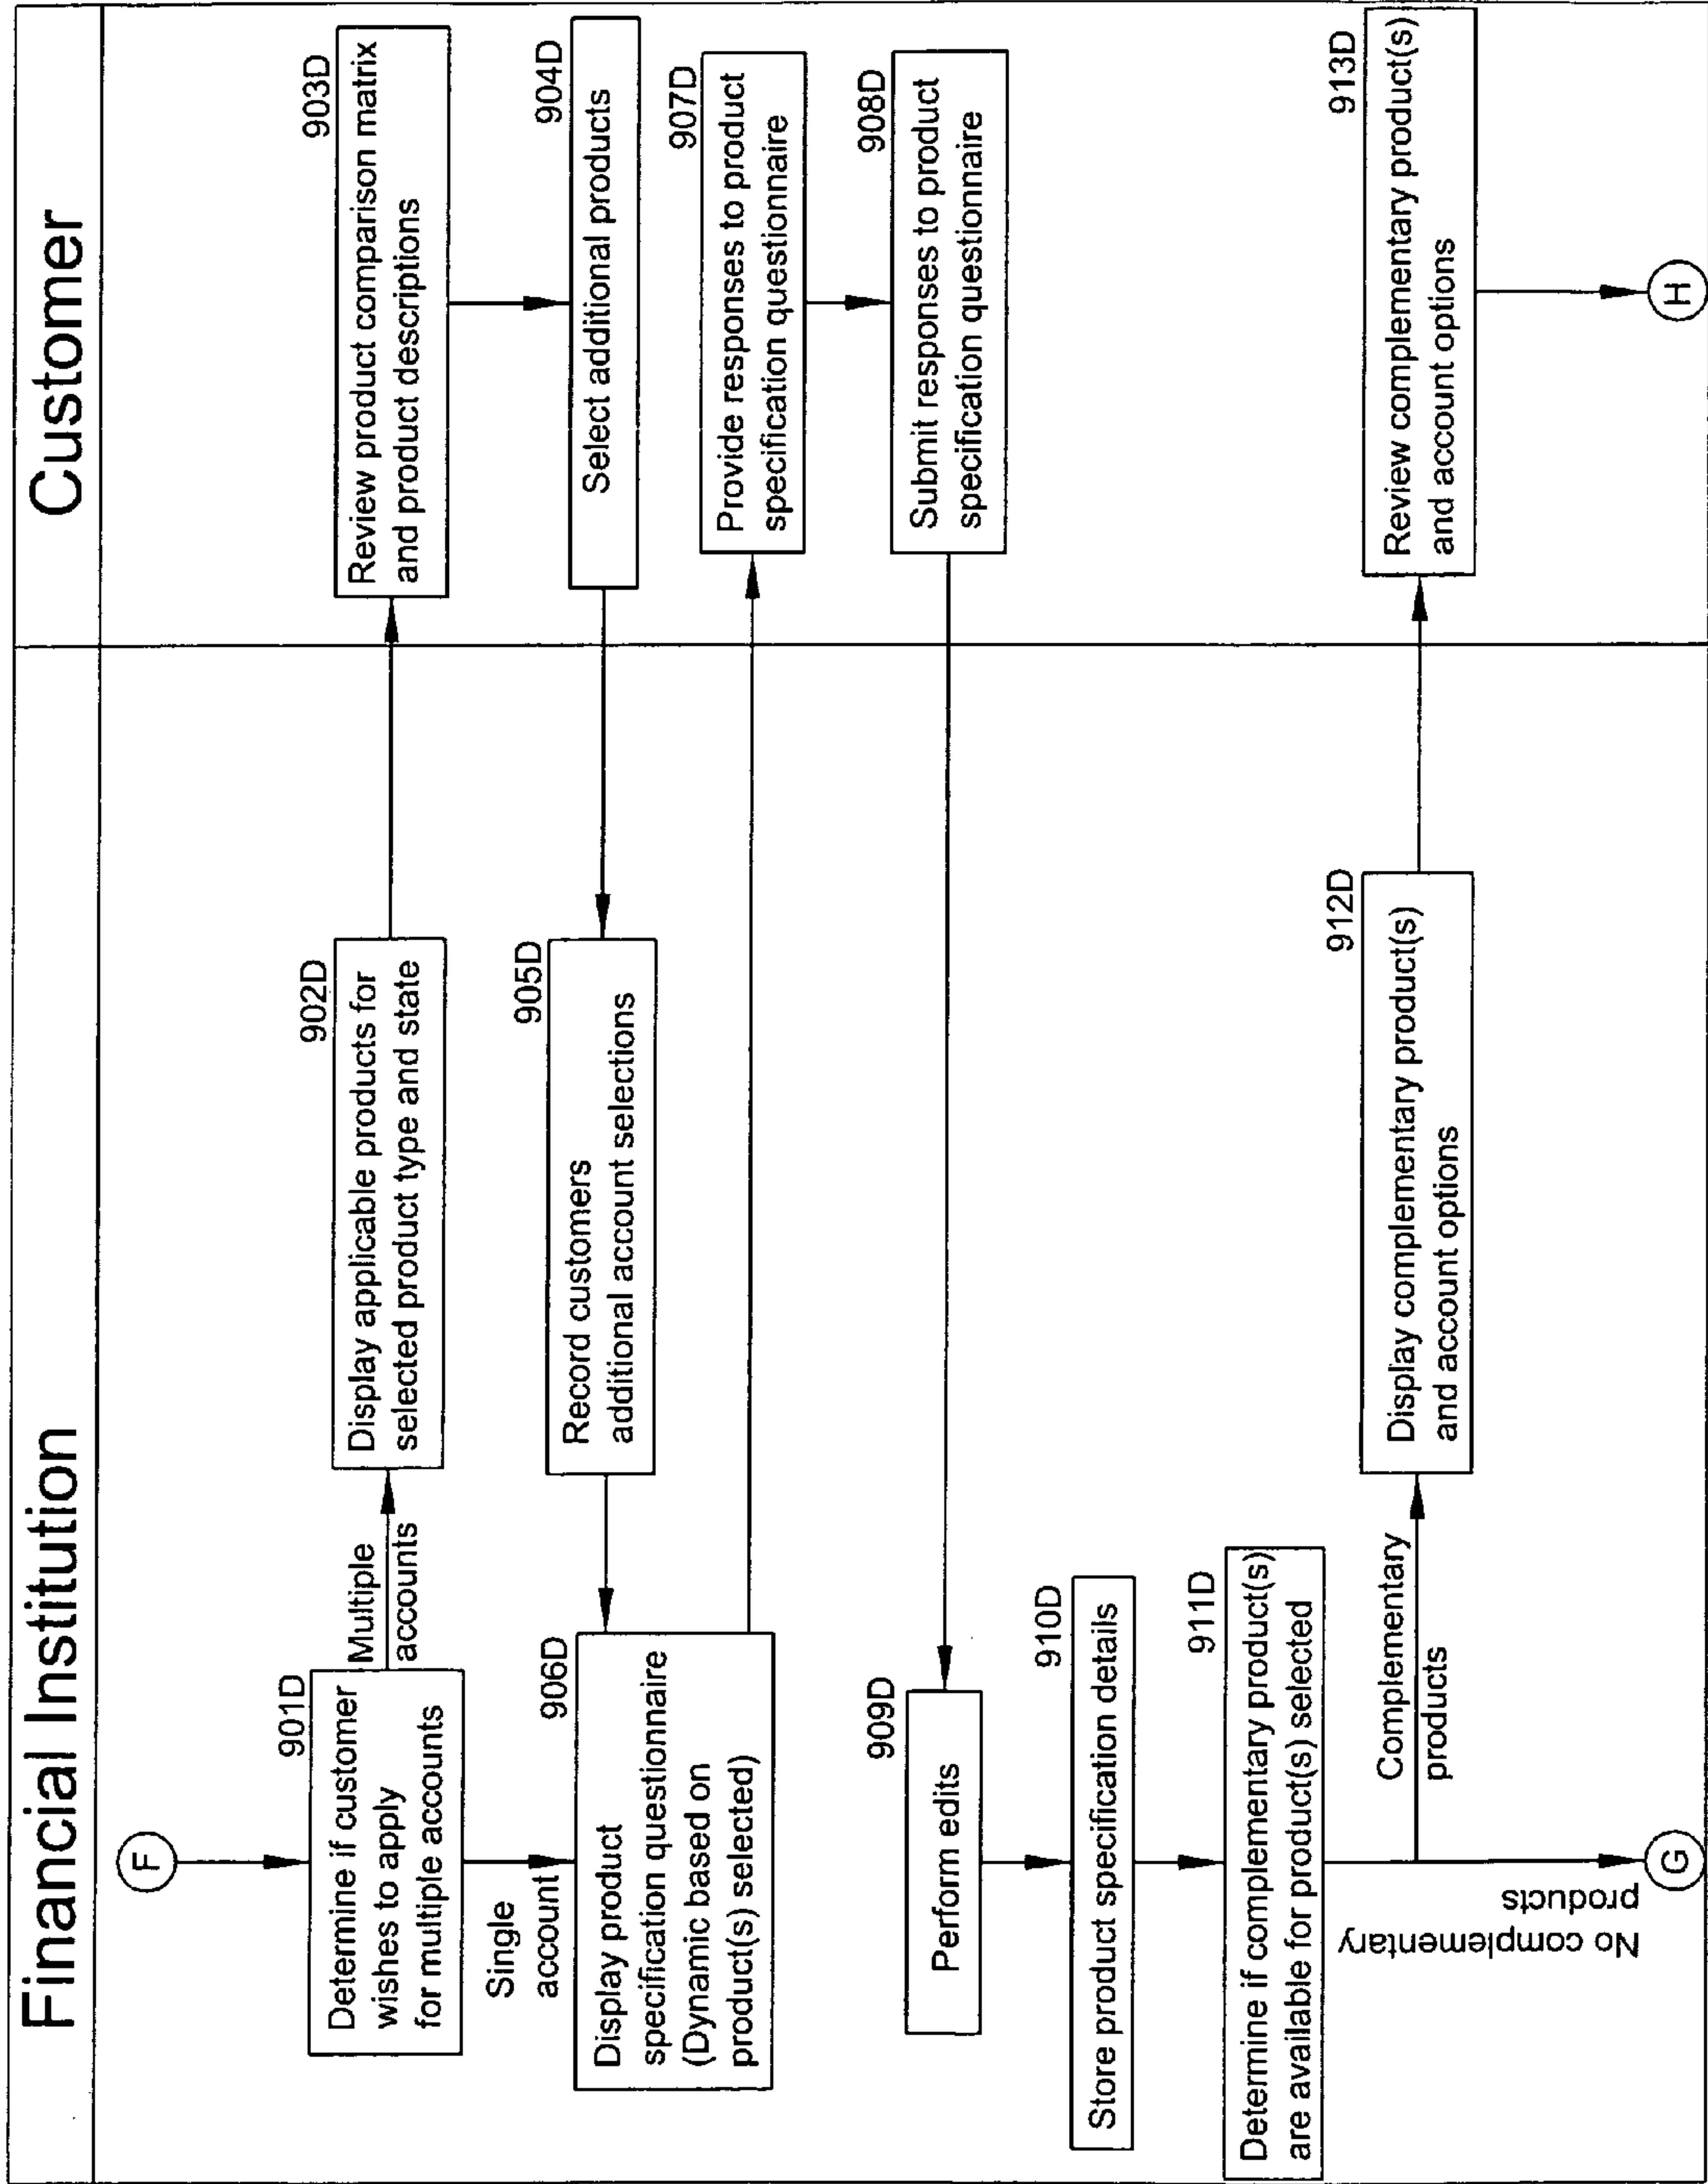 Financial Institution
Customer
F
901D
Determine if customer
wishes to apply
for multiple accounts
Multiple
accounts
902D
Display applicable products for
selected product type and state
903D
Review product comparison matrix
and product descriptions
904D
Select additional products
905D
Record customers
additional account selections
Single
account
906D
Display product
specification questionnaire
(Dynamic based on
product(s) selected)
907D
Provide responses to product
specification questionnaire
908D
Submit responses to product
specification questionnaire
909D
Perform edits
910D
Store product specification details
911D
Determine if complementary product(s)
are available for product(s) selected
Complementary
products
912D
Display complementary product(s)
and account options
913D
Review complementary product(s)
and account options
No complementary
products
G
H